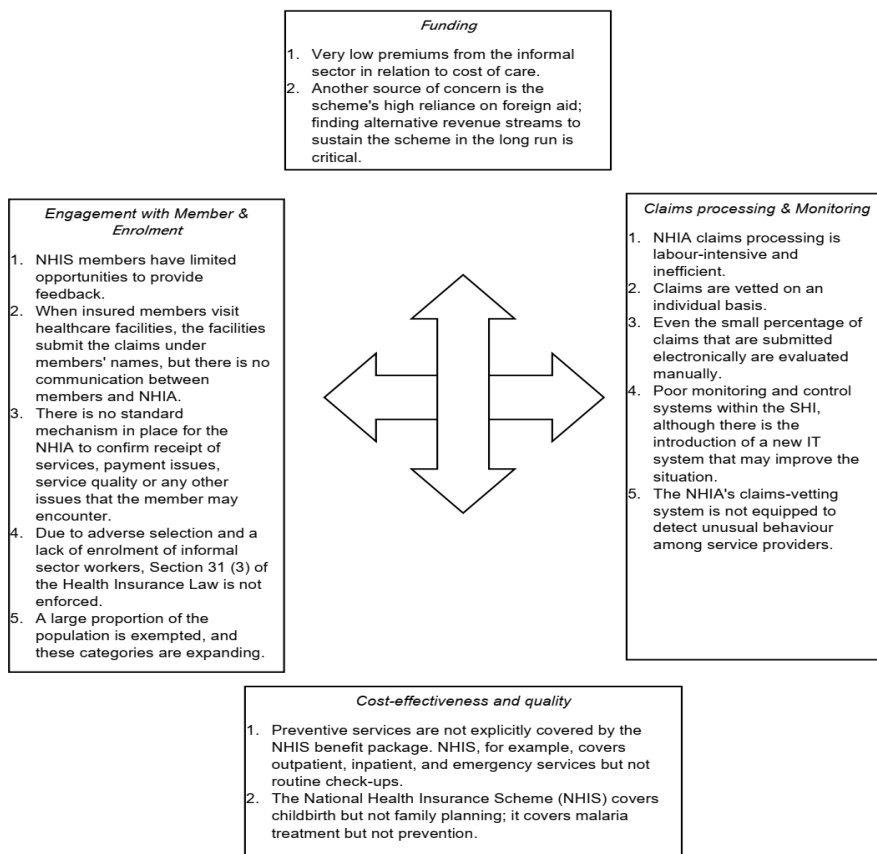 Funding
1. Very low premiums from the informal
sector in relation to cost of care.
2. Another source of concern is the
scheme's high reliance on foreign aid;
finding alternative revenue streams to
sustain the scheme in the long run is
critical.
Engagement with Member &
Enrolment
1. NHIS members have limited
opportunities to provide
feedback.
2. When insured members visit
healthcare facilities, the facilities
submit the claims under
members' names, but there is no
communication between
members and NHIA.
3. There is no standard
mechanism in place for the
NHIA to confirm receipt of
services, payment issues,
service quality or any other
issues that the member may
encounter.
4. Due to adverse selection and a
lack of enrolment of informal
sector workers, Section 31 (3) of
the Health Insurance Law is not
enforced.
5. A large proportion of the
population is exempted, and
these categories are expanding.
Claims processing & Monitoring
1. NHIA claims processing is
labour-intensive and
inefficient.
2. Claims are vetted on an
individual basis.
3. Even the small percentage of
claims that are submitted
electronically are evaluated
manually.
4. Poor monitoring and control
systems within the SHI,
although there is the
introduction of a new IT
system that may improve the
situation.
5. The NHIA's claims-vetting
system is not equipped to
detect unusual behaviour
among service providers.
Cost-effectiveness and quality
1. Preventive services are not explicitly covered by the
NHIS benefit package. NHIS, for example, covers
outpatient, inpatient, and emergency services but not
routine check-ups.
2. The National Health Insurance Scheme (NHIS) covers
childbirth but not family planning; it covers malaria
treatment but not prevention.